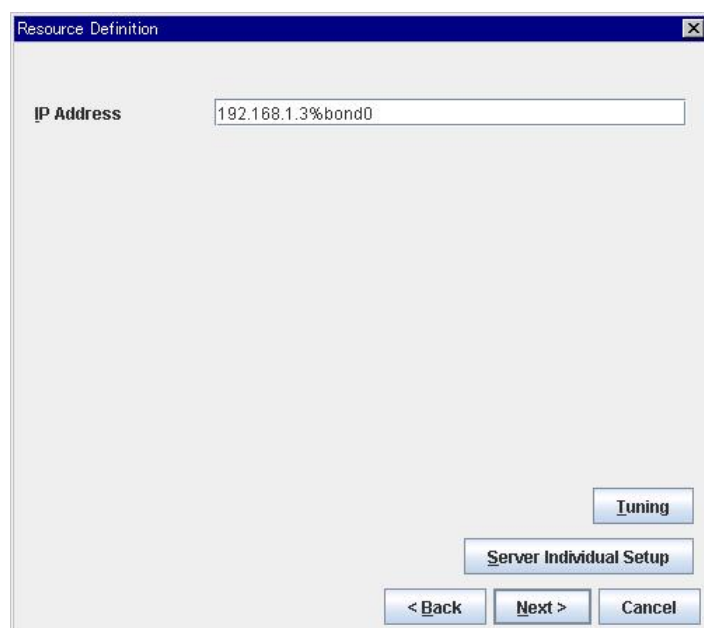 Resource Definition
IP Address 192.168.1.3%bond0
Tuning
Server Individual Setup
< Back Next > Cancel